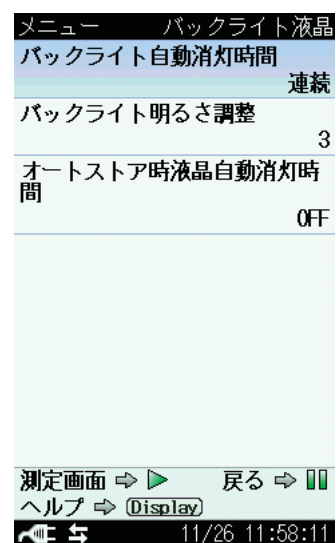 メニュー　バックライト液晶
バックライト自動消灯時間
連続
バックライト明るさ調整
3
オートストア時液晶自動消灯時
間
OFF
測定画面 ⇨ ▷　戻る ⇨ ▯▯
ヘルプ ⇨ (Display)
11/26 11:58:11